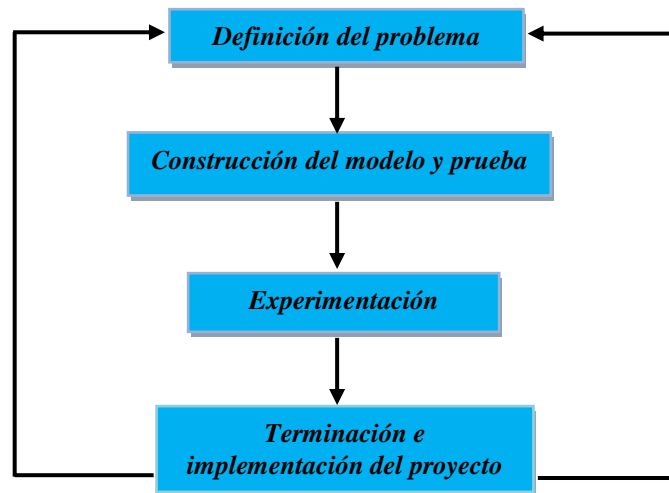 Definición del problema
Construcción del modelo y prueba
Experimentación
Terminación e
implementación del proyecto